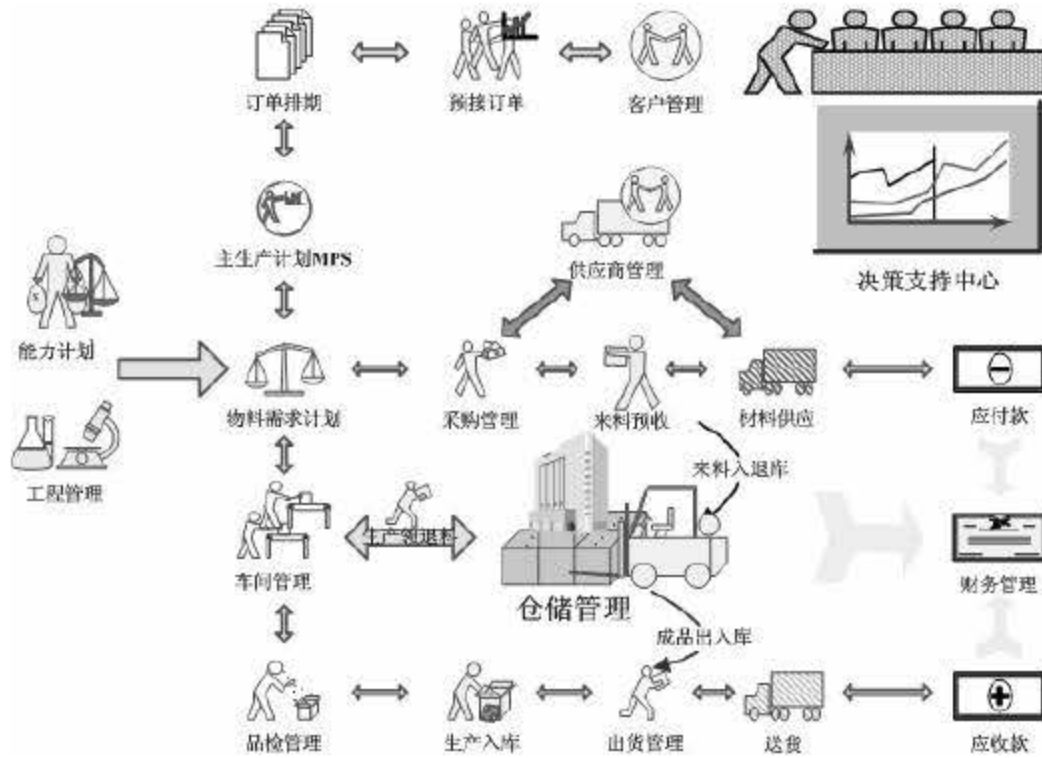 订单排期
预接订单
客户管理
主生产计划MPS
供应商管理
决策支持中心
能力计划
物料需求计划
采购管理
来料预收
材料供应
应付款
工程管理
来料入退库
生产领退料
车间管理
仓储管理
财务管理
成品出入库
品检管理
生产入库
出货管理
送货
应收款